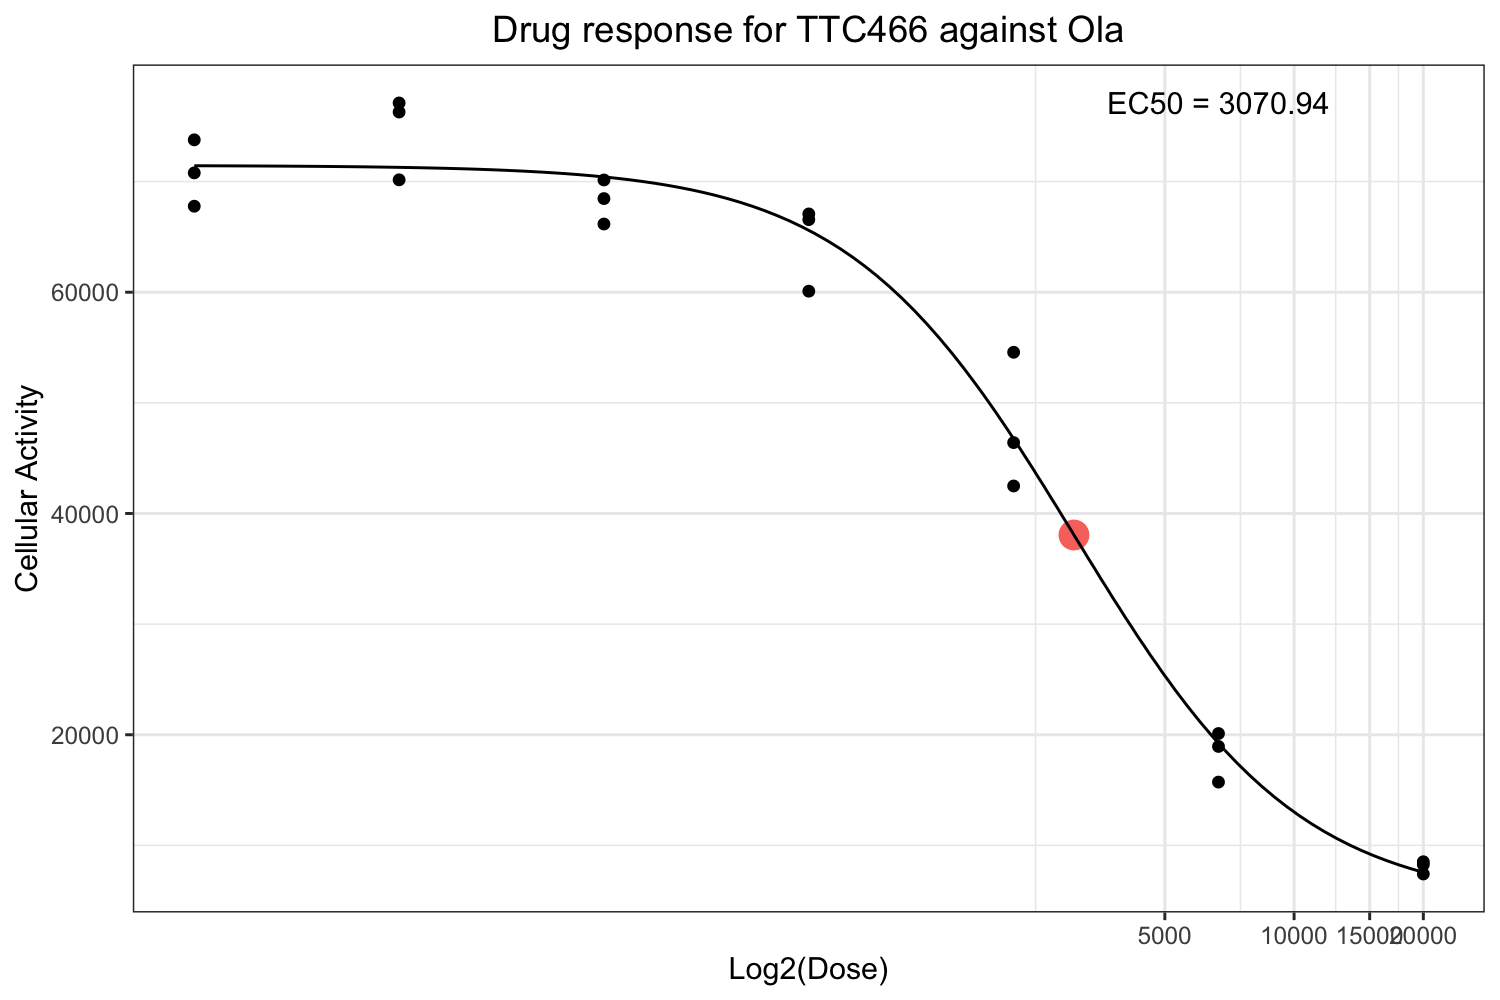 Drug response for TTC466 against Ola
EC50 = 3070.94
Cellular Activity
60000
40000
20000
5000 10000 15000 20000
Log2(Dose)